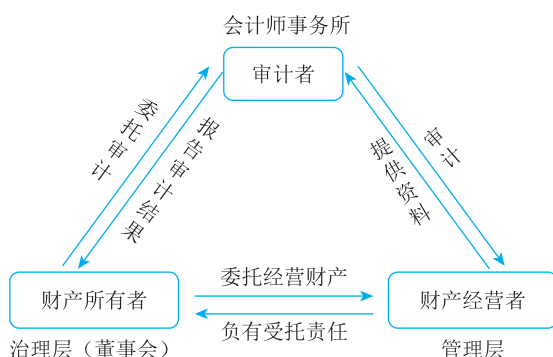 会计师事务所
审计者
委托审计
报告审计结果
审计
提供资料
财产所有者
委托经营财产
负有受托责任
财产经营者
治理层（董事会）
管理层